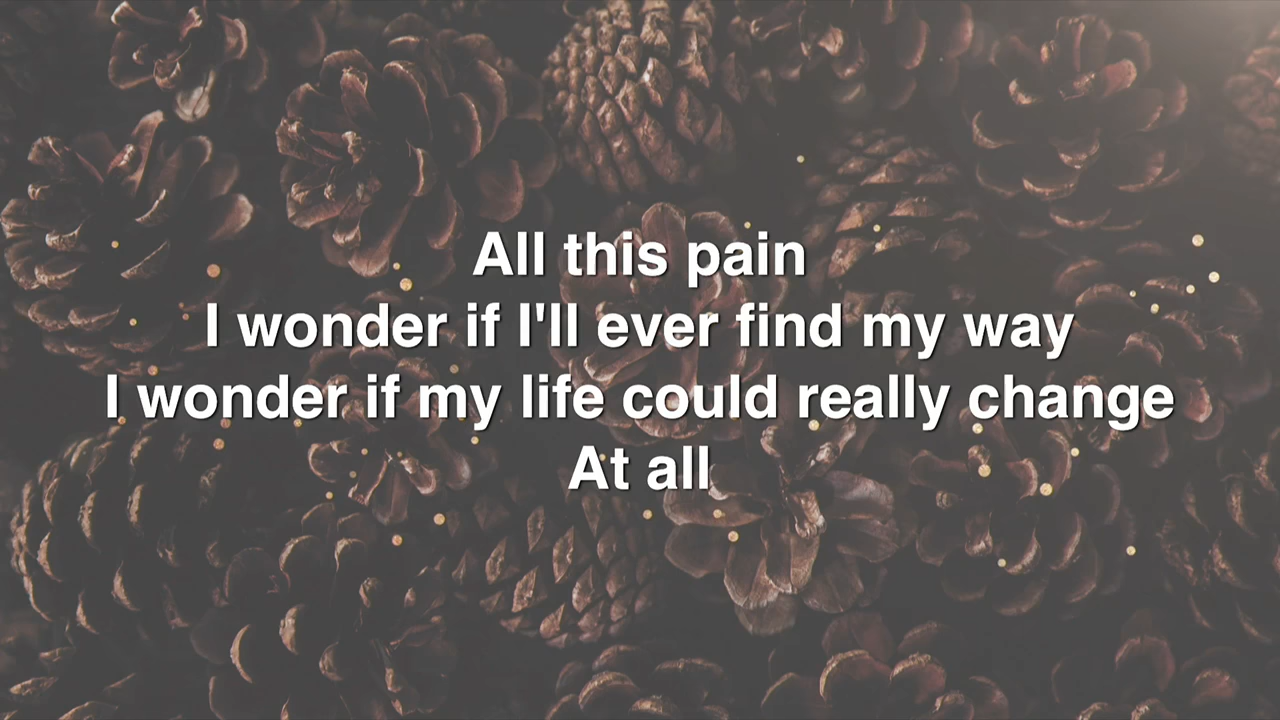 All this pain
I wonder if I'll ever find my way
I wonder if my life could really change
At all